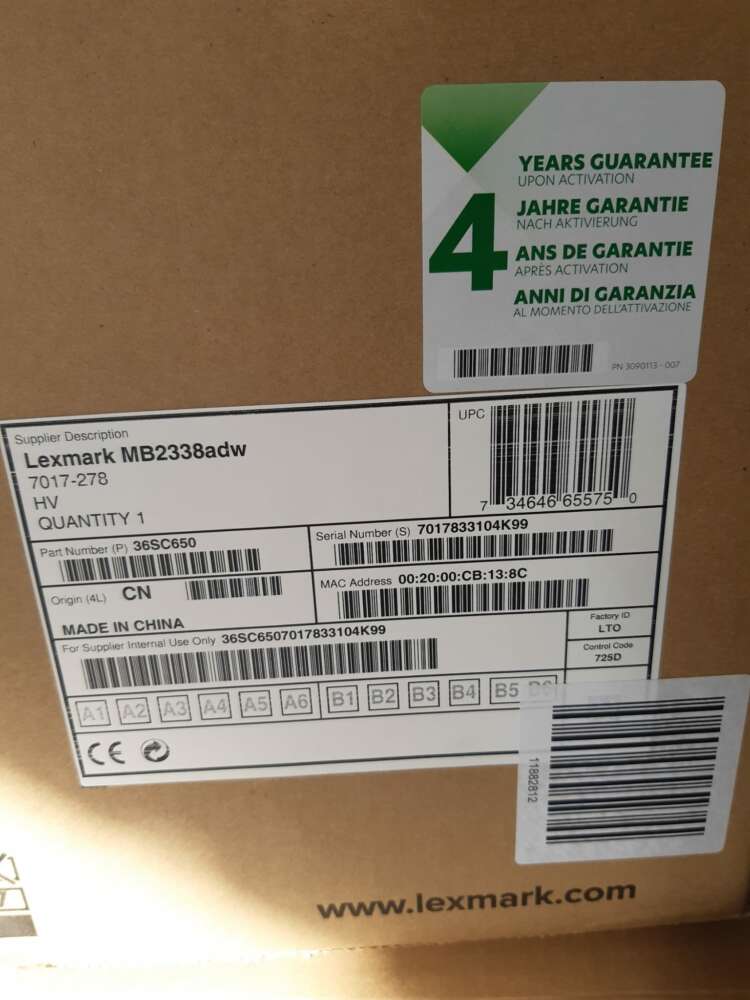 YEARS GUARANTEE
UPON ACTIVATION
4
JAHRE GARANTIE
NACH AKTIVIERUNG
ANS DE GARANTIE
APRÈS ACTIVATION
ANNI DI GARANZIA
AL MOMENTO DELL'ATTIVAZIONE
PN 3090113 - 007
Supplier Description
Lexmark MB2338adw
7017-278
HV
QUANTITY 1
UPC
7 34646 65575 0
Part Number (P) 36SC650
Serial Number (S) 7017833104K99
Origin (4L) CN
MAC Address 00:20:00:CB:13:8C
MADE IN CHINA
For Supplier Internal Use Only 36SC6507017833104K99
Factory ID
LTO
Control Code
725D
A1 A2 A3 A4 A5 A6 B1 B2 B3 B4 B5 B6
CE
11882812
www.lexmark.com